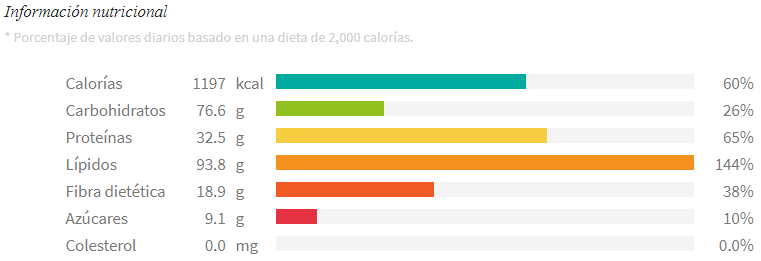 Información nutricional
* Porcentaje de valores diarios basado en una dieta de 2,000 calorías.
Calorías 1197 kcal 60%
Carbohidratos 76.6 g 26%
Proteínas 32.5 g 65%
Lípidos 93.8 g 144%
Fibra dietética 18.9 g 38%
Azúcares 9.1 g 10%
Colesterol 0.0 mg 0.0%